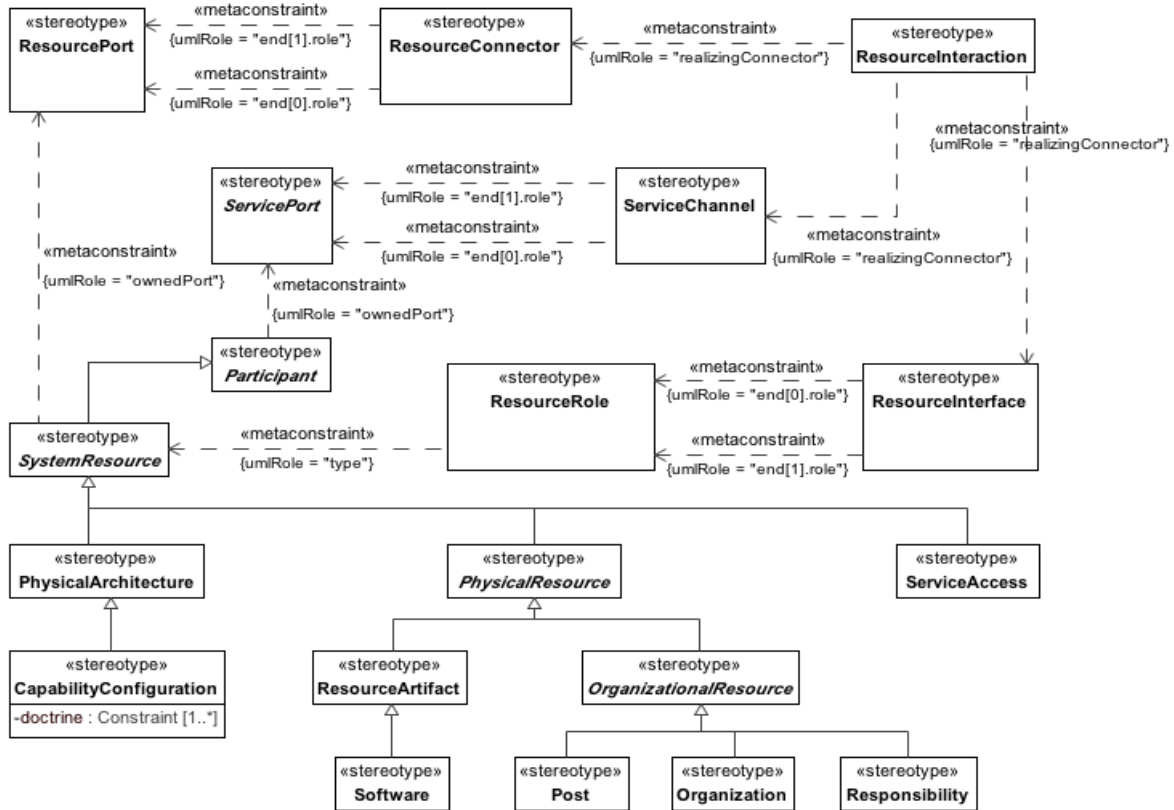 «stereotype»
ResourcePort
«metaconstraint»
{umlRole = "end[1].role"}
«metaconstraint»
{umlRole = "end[0].role"}
«stereotype»
ResourceConnector
«metaconstraint»
{umlRole = "realizingConnector"}
«stereotype»
ResourceInteraction
«metaconstraint»
{umlRole = "realizingConnector"}
«stereotype»
ServicePort
«metaconstraint»
{umlRole = "end[1].role"}
«metaconstraint»
{umlRole = "end[0].role"}
«stereotype»
ServiceChannel
«metaconstraint»
{umlRole = "realizingConnector"}
«metaconstraint»
{umlRole = "ownedPort"}
«metaconstraint»
{umlRole = "ownedPort"}
«stereotype»
Participant
«stereotype»
ResourceRole
«metaconstraint»
{umlRole = "end[0].role"}
«metaconstraint»
{umlRole = "end[1].role"}
«stereotype»
ResourceInterface
«stereotype»
SystemResource
«metaconstraint»
{umlRole = "type"}
«stereotype»
PhysicalArchitecture
«stereotype»
PhysicalResource
«stereotype»
ServiceAccess
«stereotype»
CapabilityConfiguration
-doctrine : Constraint [1..*]
«stereotype»
ResourceArtifact
«stereotype»
OrganizationalResource
«stereotype»
Software
«stereotype»
Post
«stereotype»
Organization
«stereotype»
Responsibility